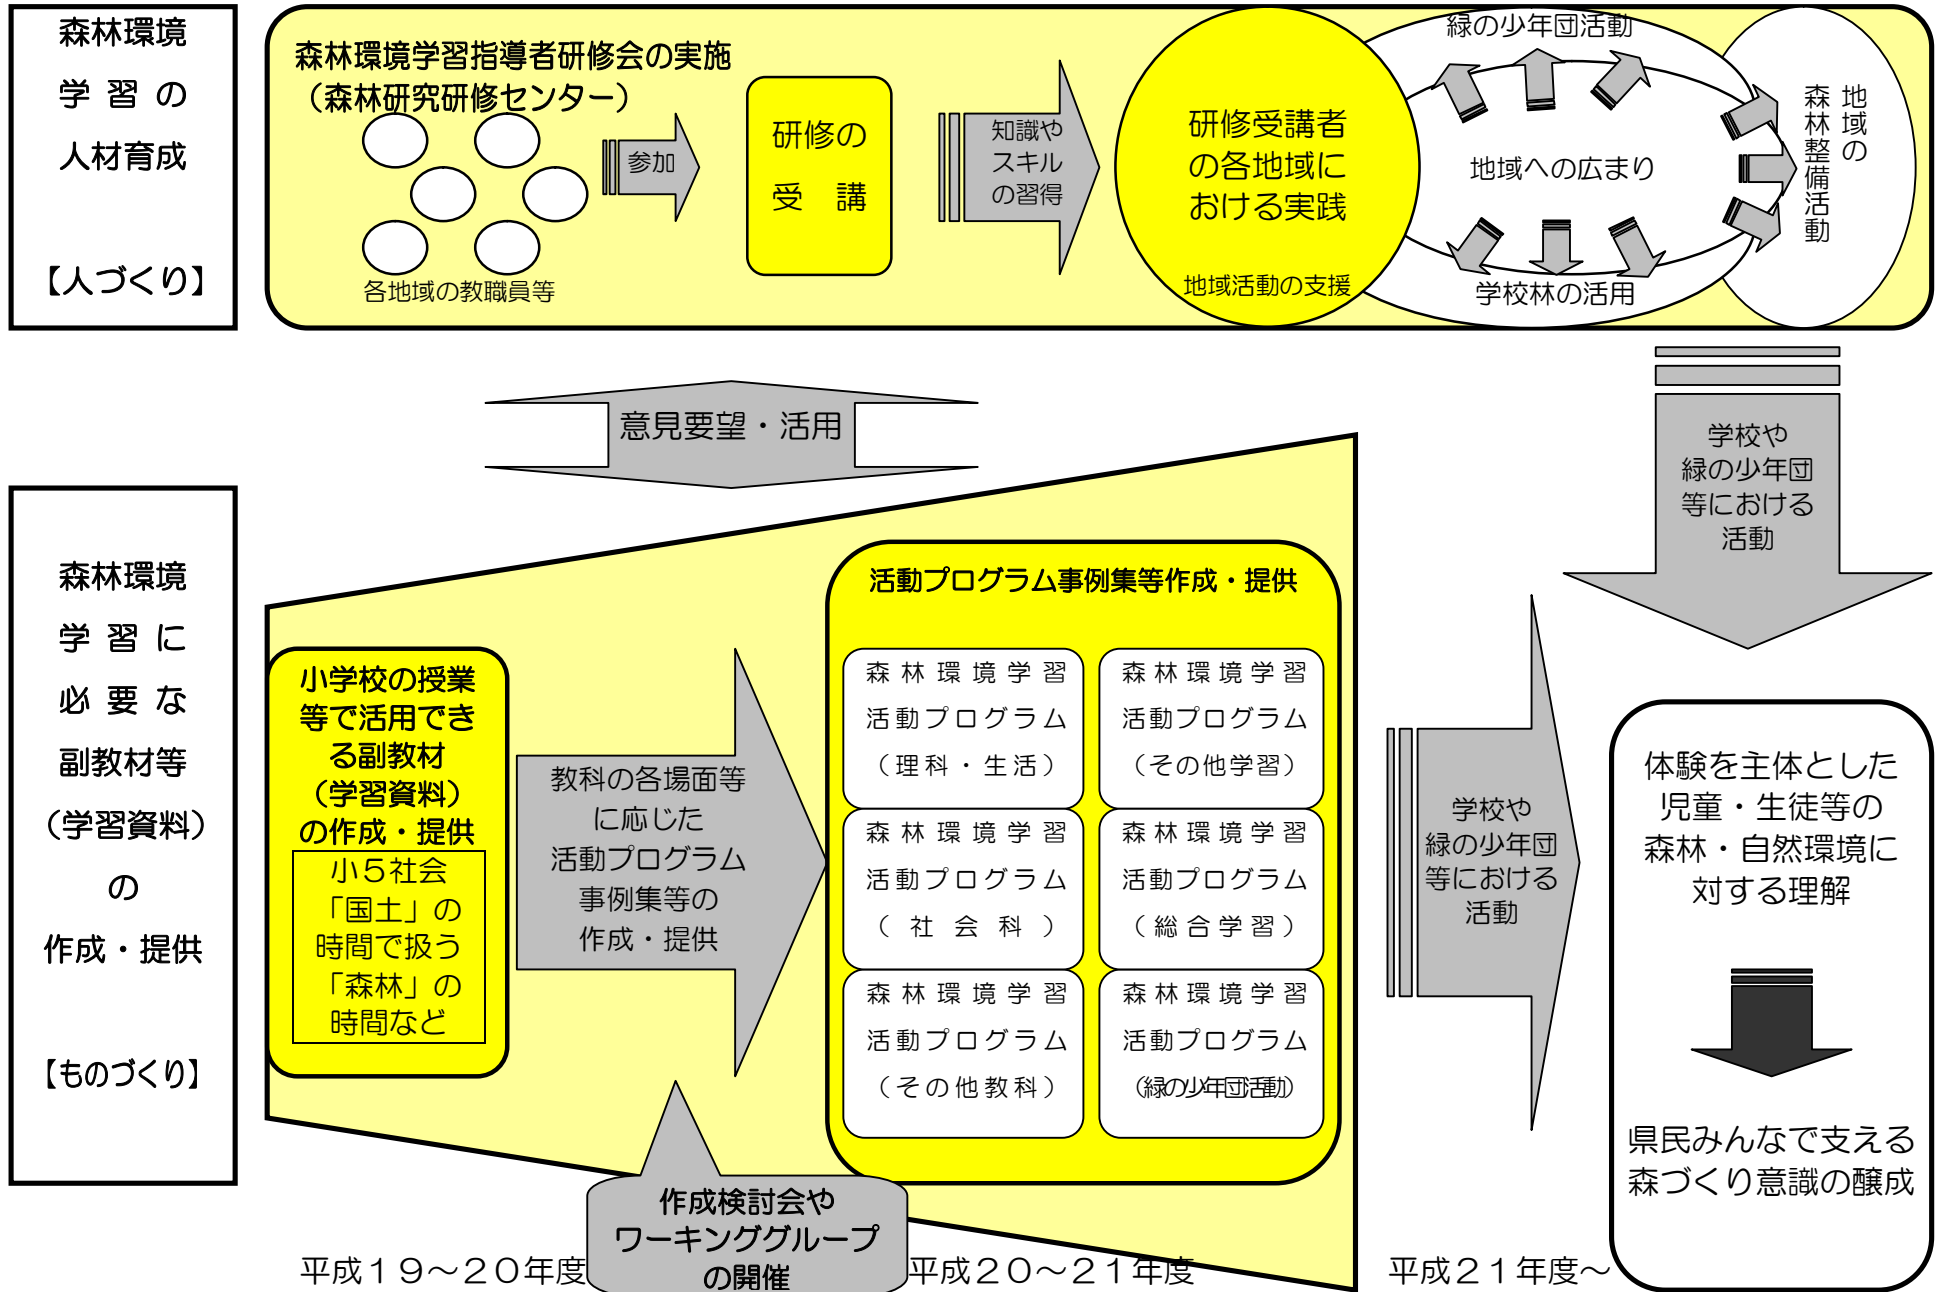 森林環境
学習の
人材育成
【人づくり】
森林環境学習指導者研修会の実施
（森林研究研修センター）
各地域の教職員等
参加
研修の
受　講
知識や
スキル
の習得
研修受講者
の各地域に
おける実践
地域活動の支援
緑の少年団活動
地域への広まり
学校林の活用
地域の
森林整備活動
意見要望・活用
学校や
緑の少年団
等における
活動
森林環境
学習に
必要な
副教材等
（学習資料）
の
作成・提供
【ものづくり】
小学校の授業
等で活用でき
る副教材
（学習資料）
の作成・提供
小５社会
「国土」の
時間で扱う
「森林」の
時間など
教科の各場面等
に応じた
活動プログラム
事例集等の
作成・提供
活動プログラム事例集等作成・提供
森林環境学習
活動プログラム
（理科・生活）
森林環境学習
活動プログラム
（その他学習）
森林環境学習
活動プログラム
（社会科）
森林環境学習
活動プログラム
（総合学習）
森林環境学習
活動プログラム
（その他教科）
森林環境学習
活動プログラム
（緑の少年団活動）
学校や
緑の少年団
等における
活動
体験を主体とした
児童・生徒等の
森林・自然環境に
対する理解
県民みんなで支える
森づくり意識の醸成
作成検討会や
ワーキンググループ
の開催
平成１９～２０年度
平成２０～２１年度
平成２１年度～